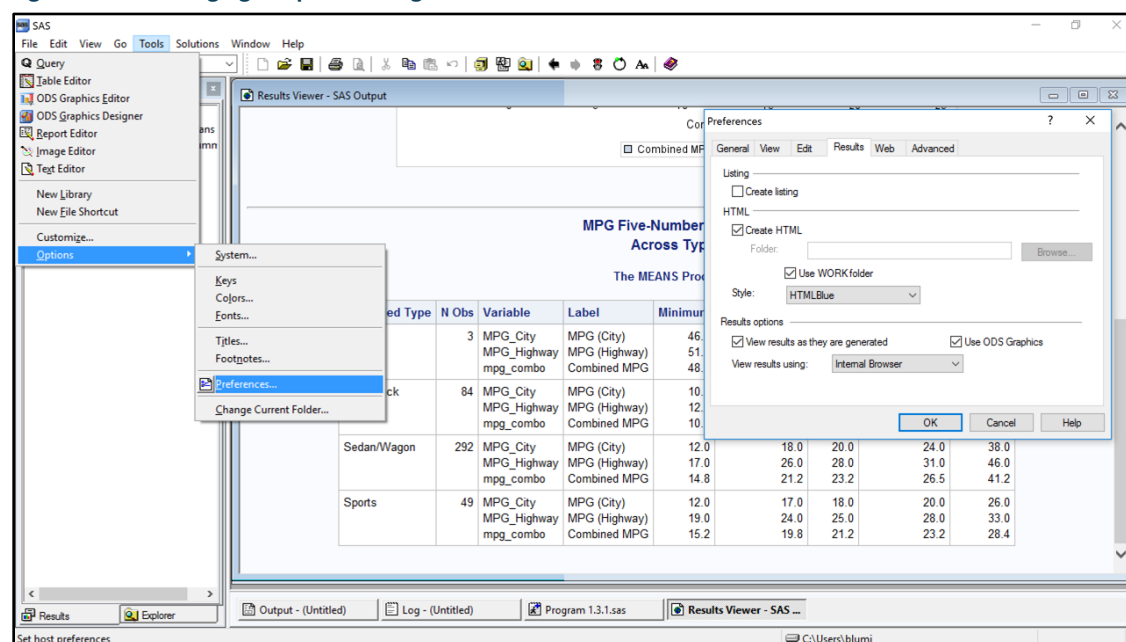 SAS
File Edit View Go Tools Solutions Window Help
Query
Table Editor
ODS Graphics Editor
ODS Graphics Designer
Report Editor
Image Editor
Text Editor
New Library
New File Shortcut
Customize...
Options
System...
Keys
Colors...
Fonts...
Titles...
Footnotes...
Preferences...
Change Current Folder...
Results Viewer - SAS Output
MPG Five-Number
The MEANS
ed Type N Obs Variable Label
3 MPG_City MPG (City) 46.
MPG_Highway MPG (Highway) 51.
mpg_combo Combined MPG 48.
ck 84 MPG_City MPG (City) 10.
MPG_Highway MPG (Highway) 12.
mpg_combo Combined MPG 10.
Sedan/Wagon 292 MPG_City MPG (City) 12.0 18.0 20.0 24.0 38.0
MPG_Highway MPG (Highway) 17.0 26.0 28.0 31.0 46.0
mpg_combo Combined MPG 14.8 21.2 23.2 26.5 41.2
Sports 49 MPG_City MPG (City) 12.0 17.0 18.0 20.0 26.0
MPG_Highway MPG (Highway) 19.0 24.0 25.0 28.0 33.0
mpg_combo Combined MPG 15.2 19.8 21.2 23.2 28.4
Preferences ? X
General View Edit Results Web Advanced
Listing
Create listing
HTML
Create HTML
Folder: Browse...
Use WORK folder
Style: HTMLBlue
Results options
View results as they are generated Use ODS Graphics
View results using: Internal Browser
OK Cancel Help
Results Explorer
Output - (Untitled) Log - (Untitled) Program 1.3.1.sas Results Viewer - SAS ...
Set host preferences C:\Users\blumj